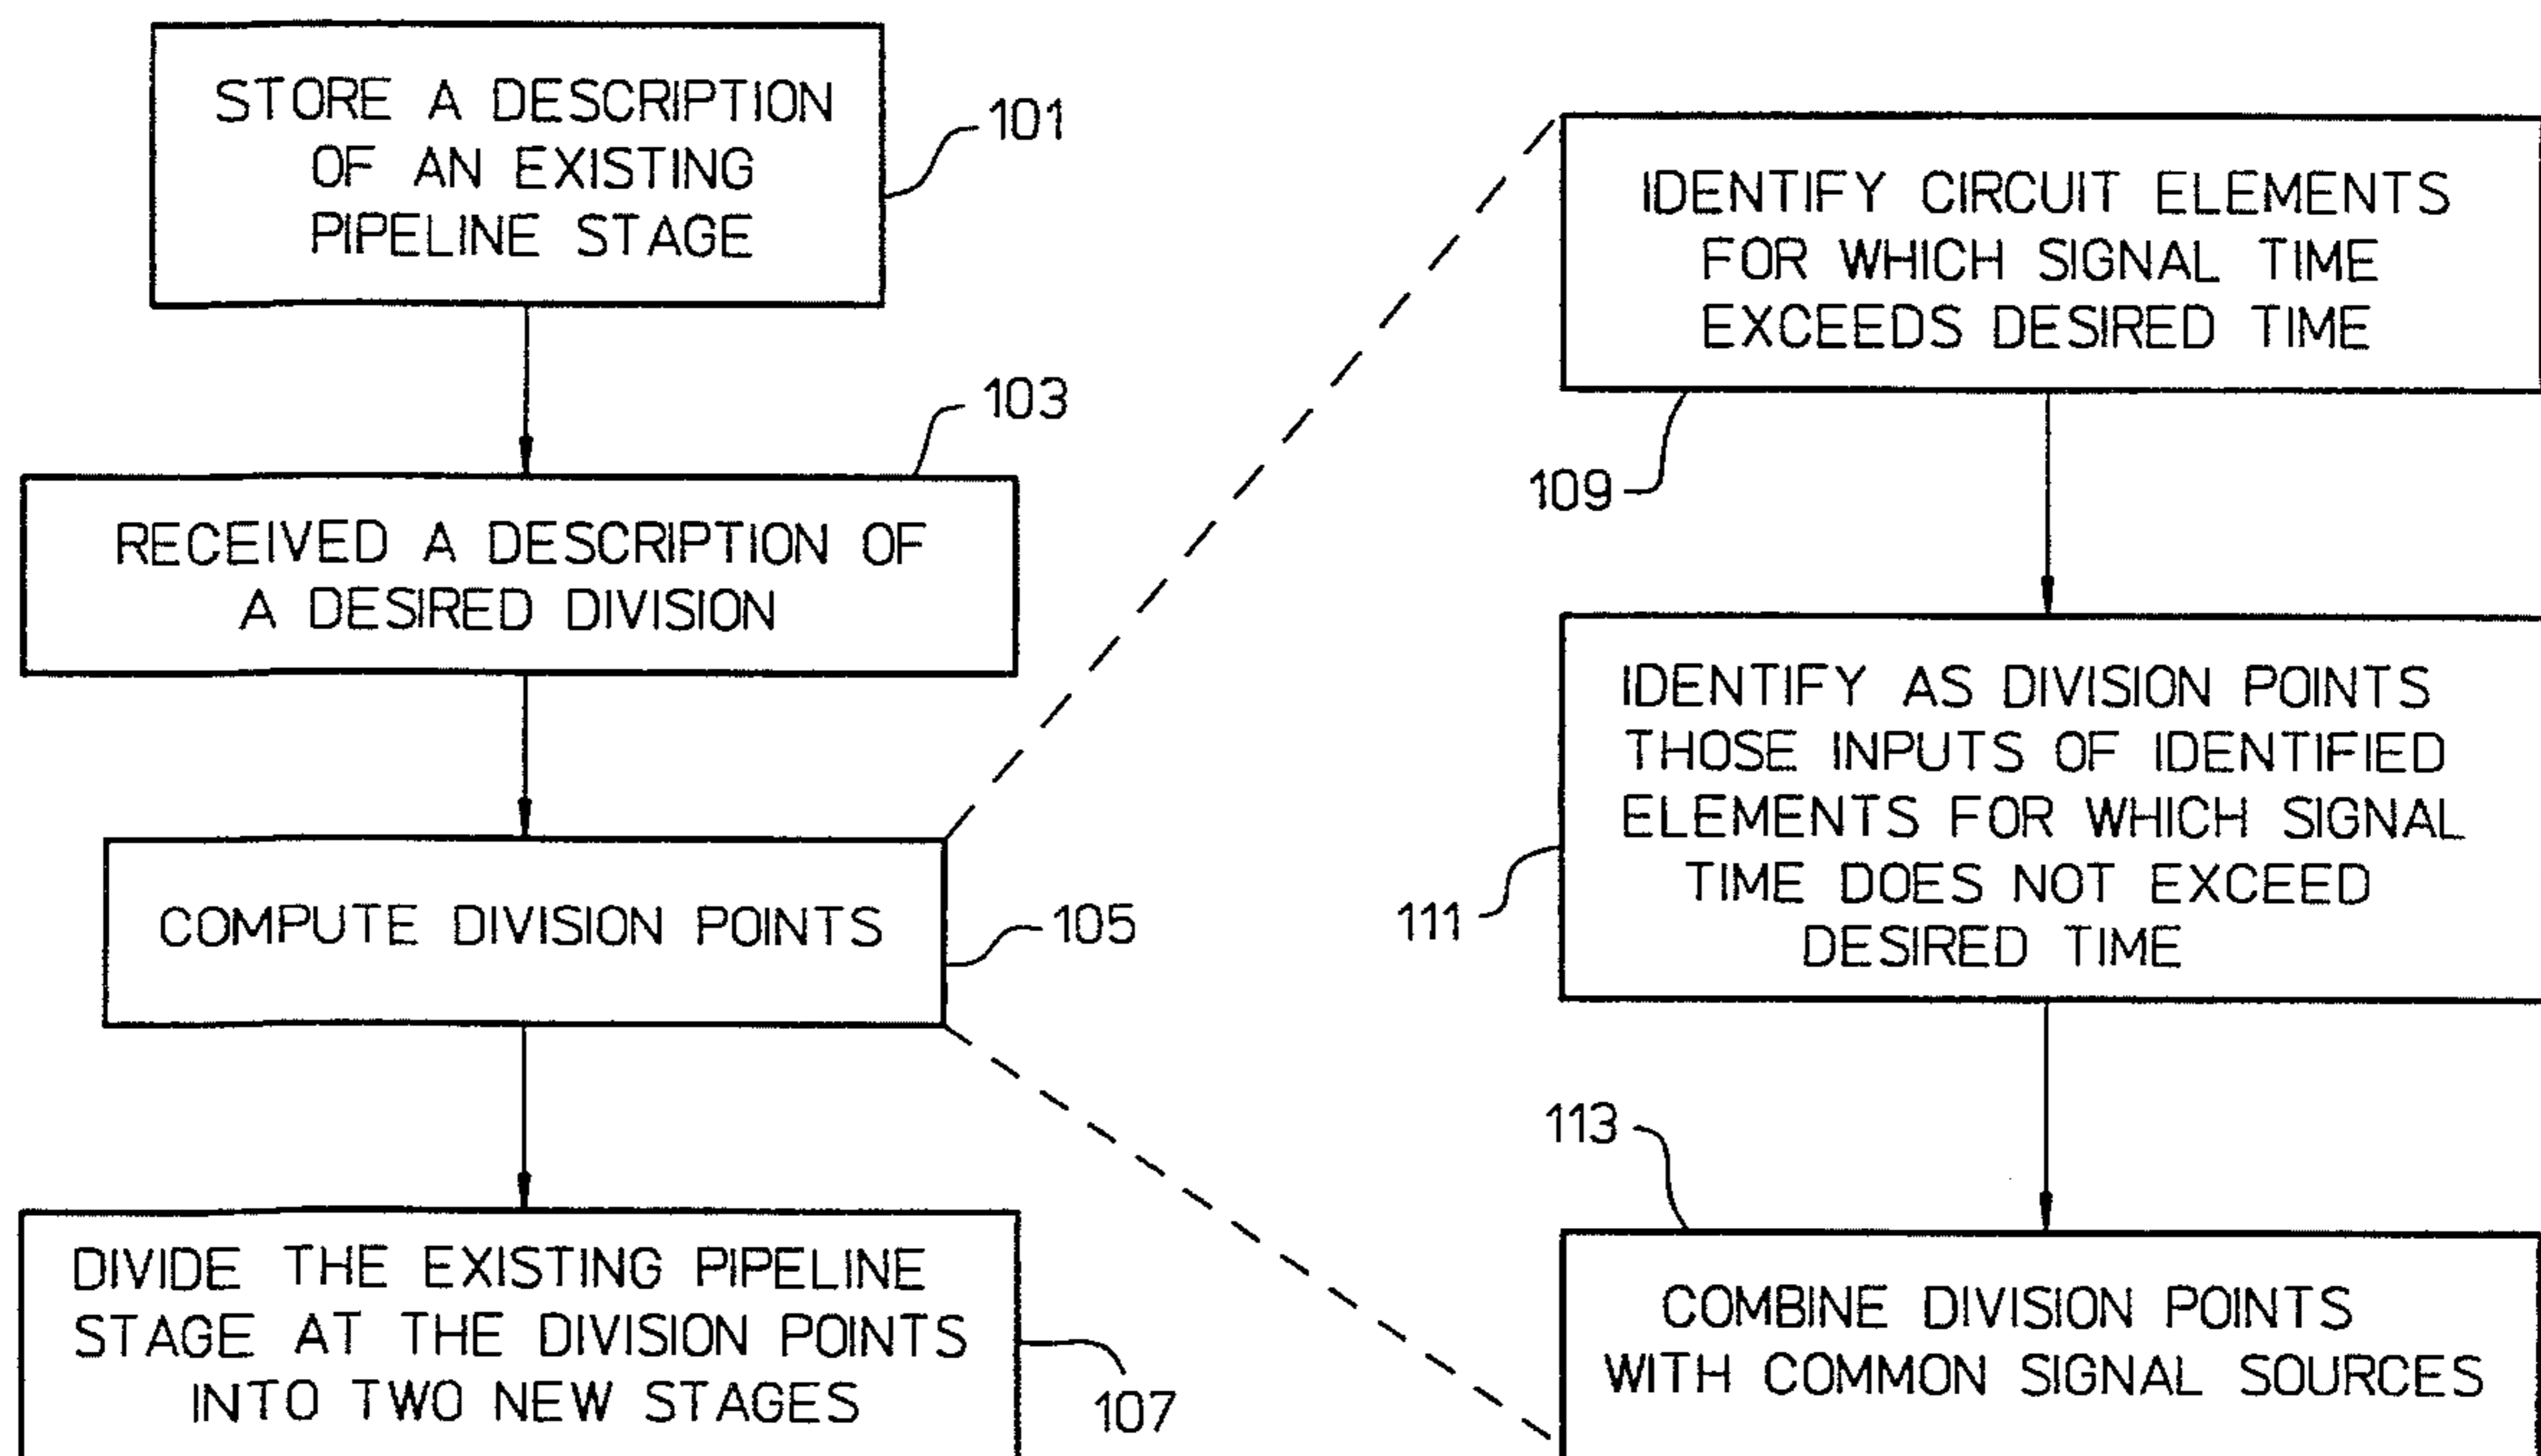 STORE A DESCRIPTION
OF AN EXISTING
PIPELINE STAGE
101
103
RECEIVED A DESCRIPTION OF
A DESIRED DIVISION
COMPUTE DIVISION POINTS
105
DIVIDE THE EXISTING PIPELINE
STAGE AT THE DIVISION POINTS
INTO TWO NEW STAGES
107
IDENTIFY CIRCUIT ELEMENTS
FOR WHICH SIGNAL TIME
EXCEEDS DESIRED TIME
109
IDENTIFY AS DIVISION POINTS
THOSE INPUTS OF IDENTIFIED
ELEMENTS FOR WHICH SIGNAL
TIME DOES NOT EXCEED
DESIRED TIME
111
113
COMBINE DIVISION POINTS
WITH COMMON SIGNAL SOURCES